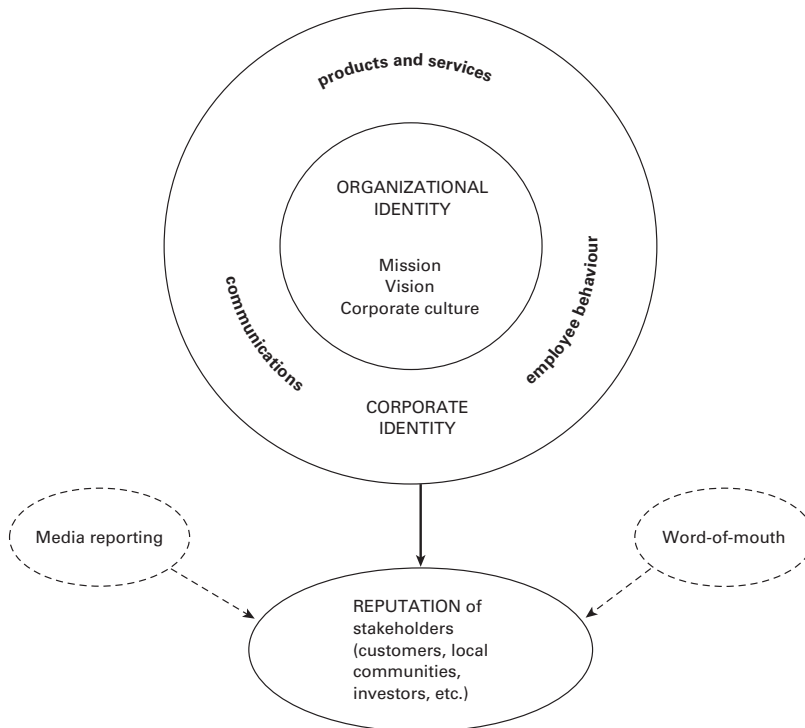 products and services
ORGANIZATIONAL
IDENTITY
Mission
Vision
Corporate culture
communications
employee behaviour
CORPORATE
IDENTITY
Media reporting
Word-of-mouth
REPUTATION of
stakeholders
(customers, local
communities,
investors, etc.)